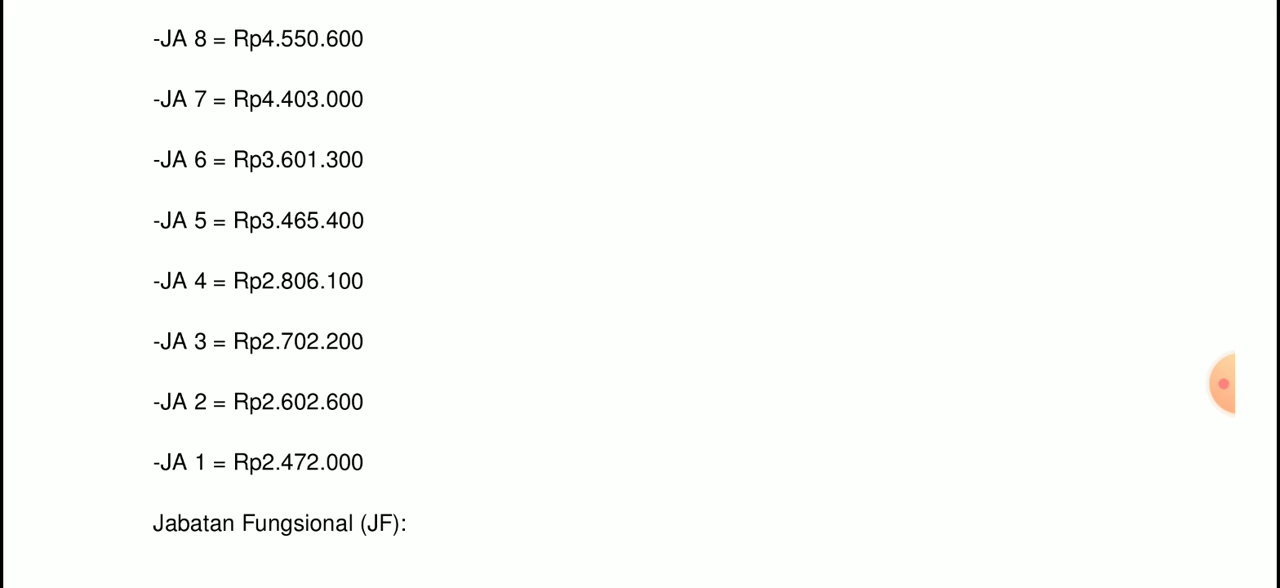 -JA 8 = Rp4.550.600
-JA 7 = Rp4.403.000
-JA 6 = Rp3.601.300
-JA 5 = Rp3.465.400
-JA 4 = Rp2.806.100
-JA 3 = Rp2.702.200
-JA 2 = Rp2.602.600
-JA 1 = Rp2.472.000
Jabatan Fungsional (JF):